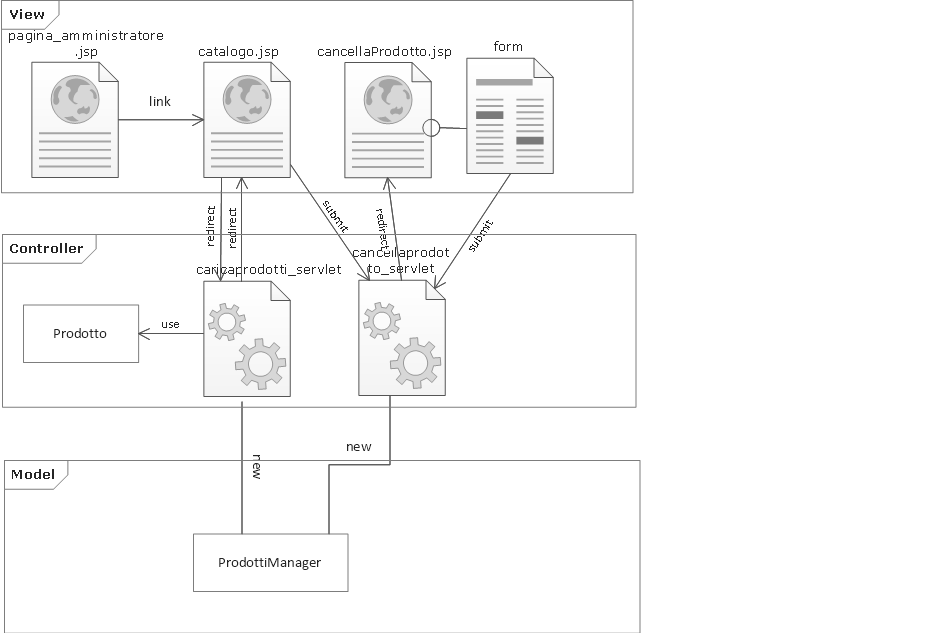 View
pagina_amministratore
.jsp
catalogo.jsp
cancellaProdotto.jsp
form
link
redirect
redirect
submit
redirect
submit
Controller
caricaprodotti_servlet
cancellaprodot
to_servlet
use
Prodotto
new
new
Model
ProdottiManager